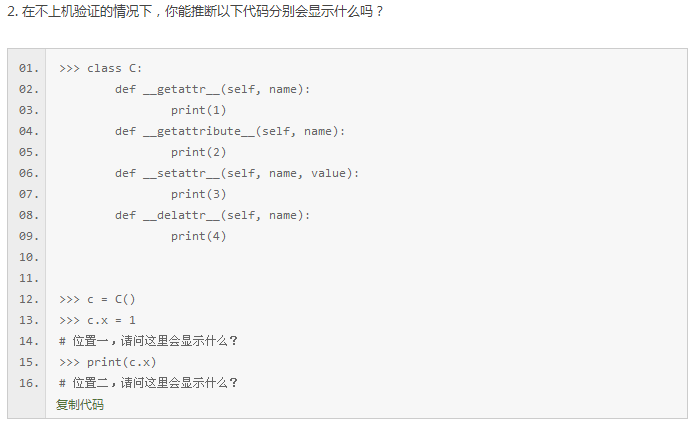 2. 在不上机验证的情况下，你能推断以下代码分别会显示什么吗？
01. >>> class C:
02.         def __getattr__(self, name):
03.                 print(1)
04.         def __getattribute__(self, name):
05.                 print(2)
06.         def __setattr__(self, name, value):
07.                 print(3)
08.         def __delattr__(self, name):
09.                 print(4)
10.
11.
12. >>> c = C()
13. >>> c.x = 1
14. # 位置一，请问这里会显示什么？
15. >>> print(c.x)
16. # 位置二，请问这里会显示什么？
复制代码